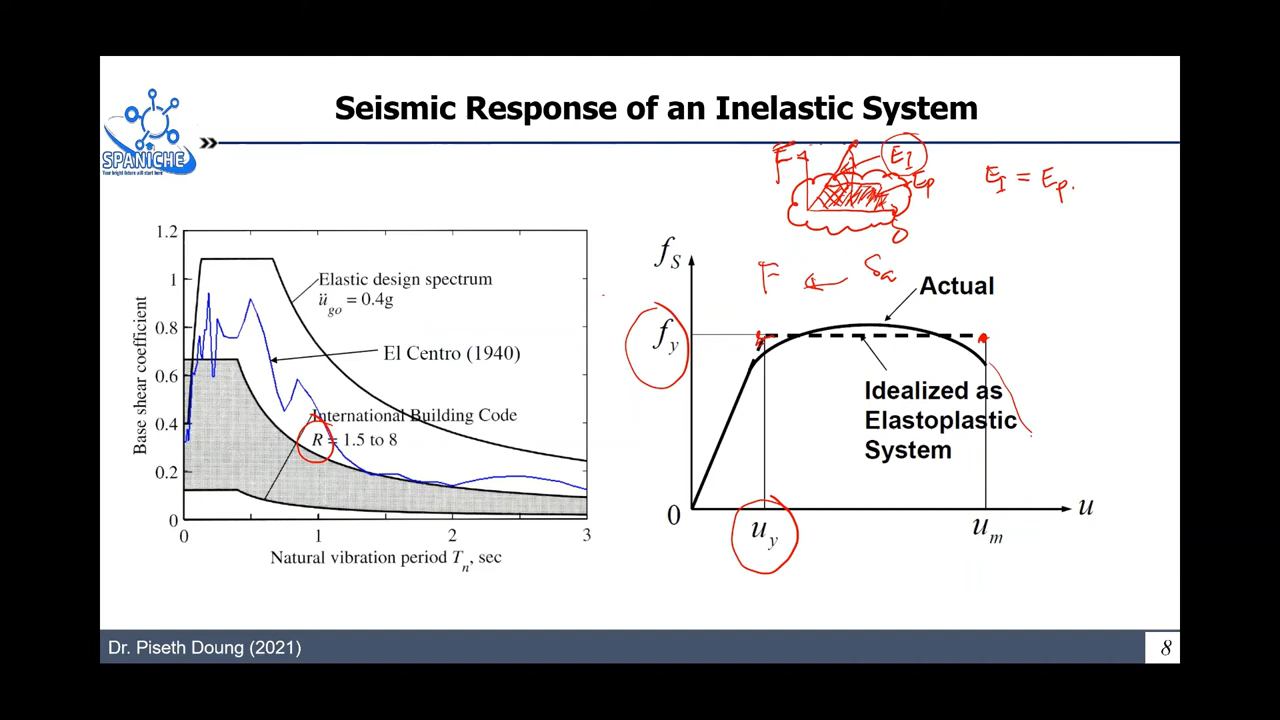 Seismic Response of an Inelastic System
SPANICHE
Your bright future will start here
F
E_I
E_p
δ
E_I = E_p.
F ← Sa
1.2
1
0.8
0.6
0.4
0.2
0
Base shear coefficient
Elastic design spectrum
ü_go = 0.4g
El Centro (1940)
International Building Code
R = 1.5 to 8
0 1 2 3
Natural vibration period T_n, sec
f_S
f_y
Actual
Idealized as
Elastoplastic
System
0
u_y
u_m
u
Dr. Piseth Doung (2021)
8